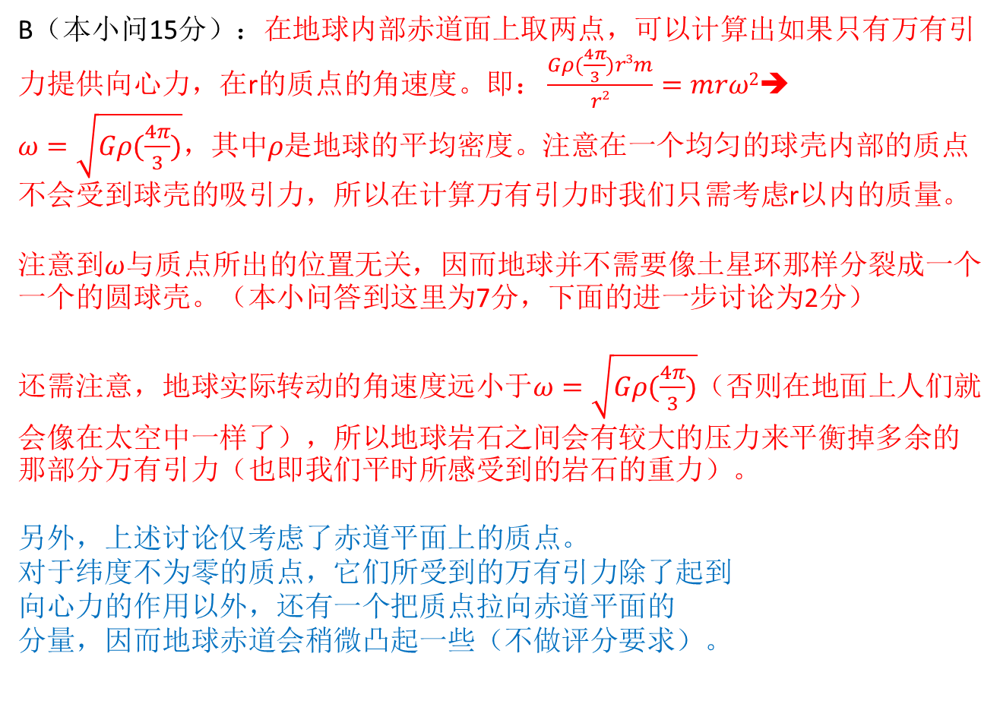 B（本小问15分）：在地球内部赤道面上取两点，可以计算出如果只有万有引
力提供向心力，在r的质点的角速度。即：$\frac{G\rho(\frac{4\pi}{3})r^3m}{r^2}=mr\omega^2$➔
$\omega=\sqrt{G\rho(\frac{4\pi}{3})}$，其中$\rho$是地球的平均密度。注意在一个均匀的球壳内部的质点
不会受到球壳的吸引力，所以在计算万有引力时我们只需考虑r以内的质量。
注意到$\omega$与质点所出的位置无关，因而地球并不需要像土星环那样分裂成一个
一个的圆球壳。（本小问答到这里为7分，下面的进一步讨论为2分）
还需注意，地球实际转动的角速度远小于$\omega=\sqrt{G\rho(\frac{4\pi}{3})}$（否则在地面上人们就
会像在太空中一样了），所以地球岩石之间会有较大的压力来平衡掉多余的
那部分万有引力（也即我们平时所感受到的岩石的重力）。
另外，上述讨论仅考虑了赤道平面上的质点。
对于纬度不为零的质点，它们所受到的万有引力除了起到
向心力的作用以外，还有一个把质点拉向赤道平面的
分量，因而地球赤道会稍微凸起一些（不做评分要求）。